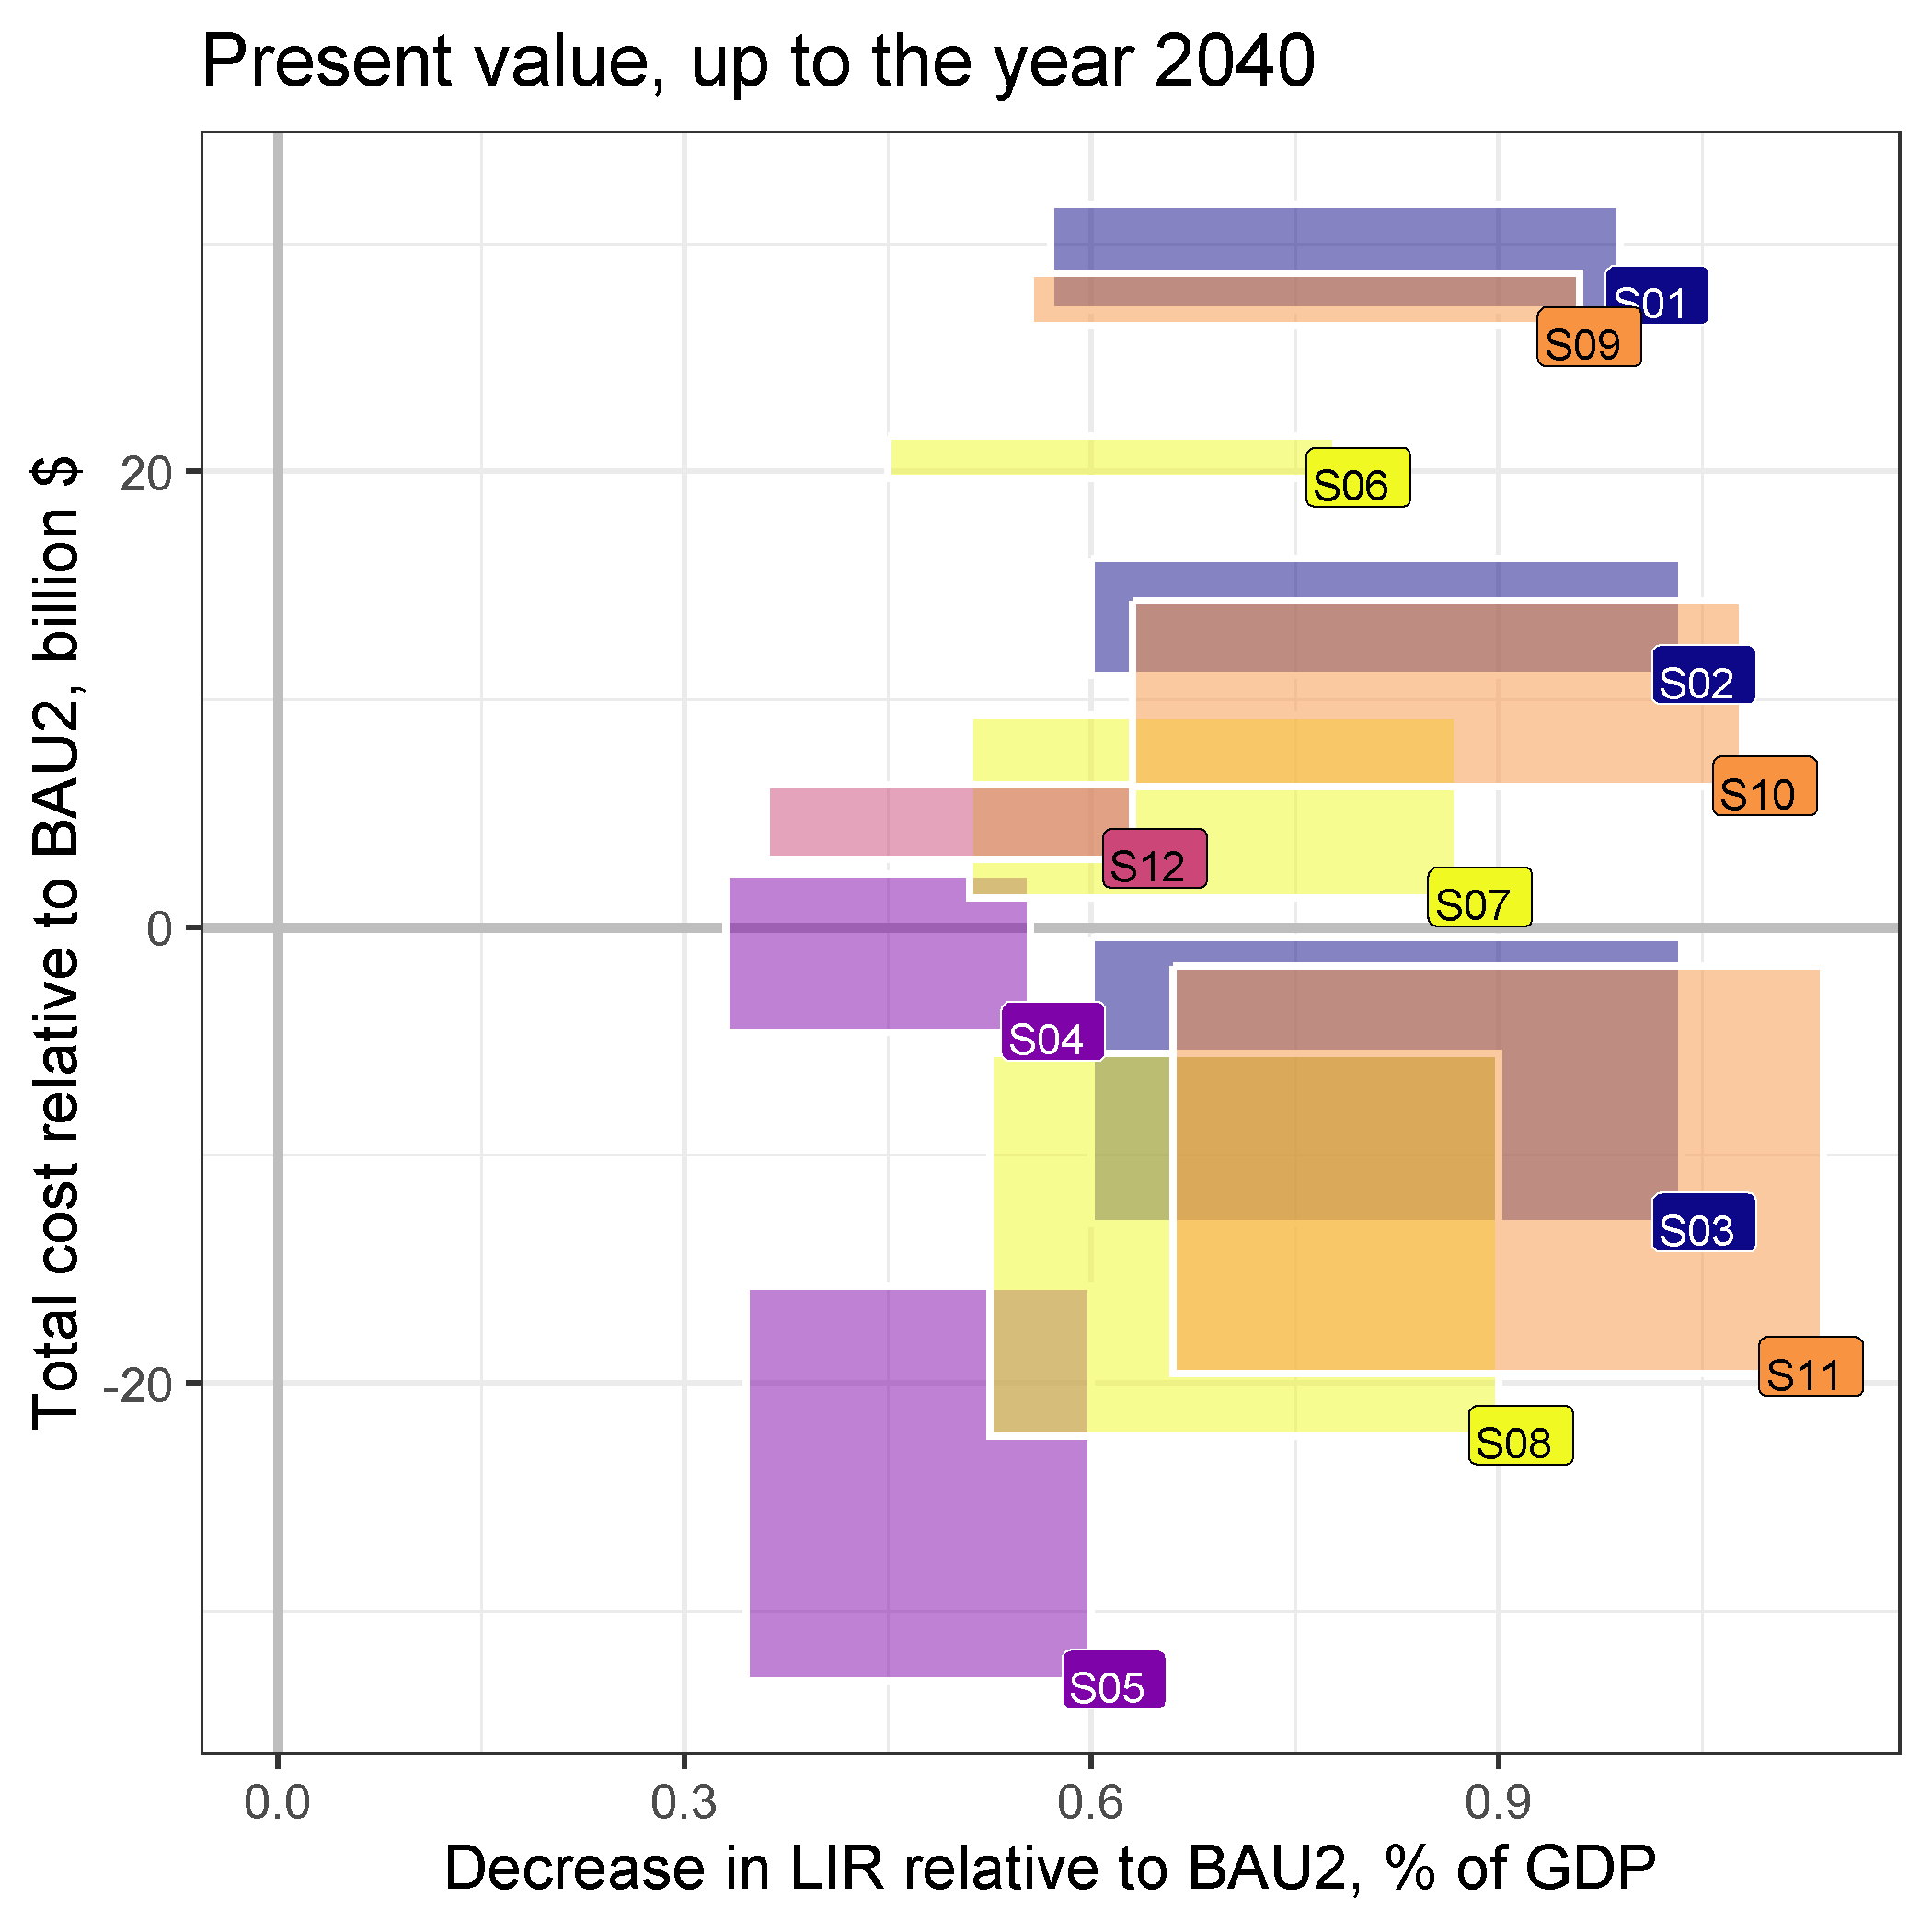 Present value, up to the year 2040
Total cost relative to BAU2, billion $
20
0
-20
S01
S09
S06
S02
S10
S12
S07
S04
S03
S11
S08
S05
0.0
0.3
0.6
0.9
Decrease in LIR relative to BAU2, % of GDP